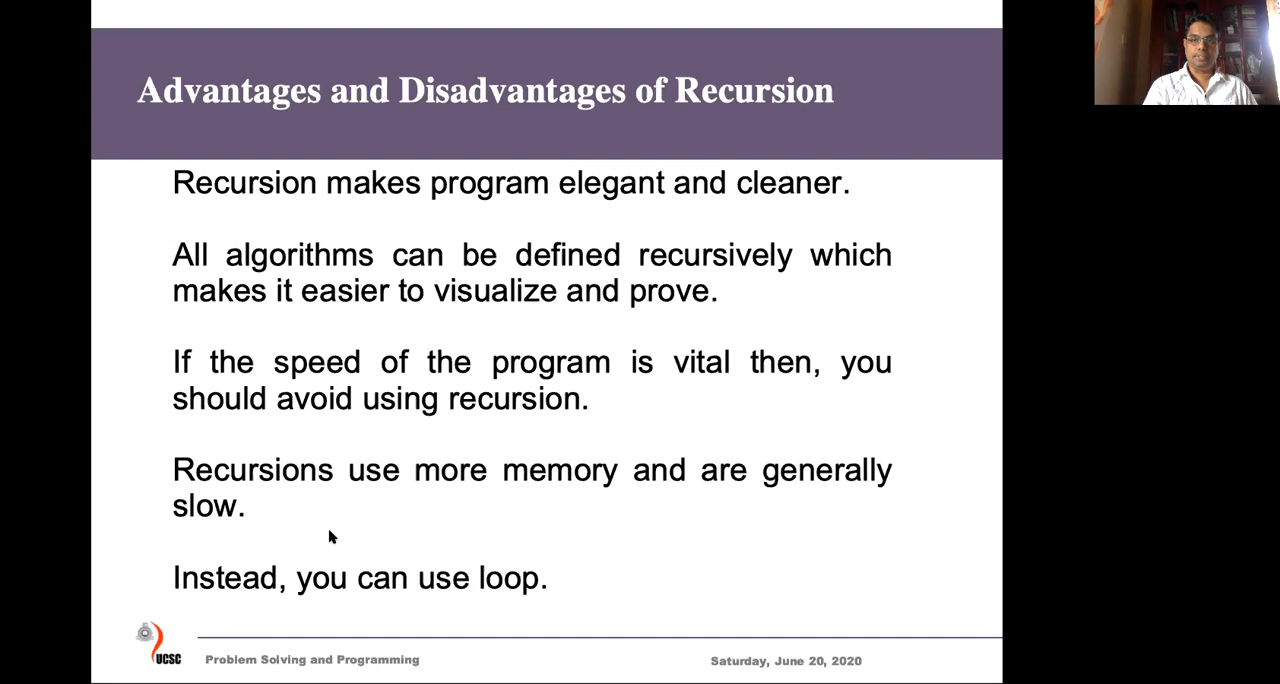 Advantages and Disadvantages of Recursion
Recursion makes program elegant and cleaner.
All algorithms can be defined recursively which
makes it easier to visualize and prove.
If the speed of the program is vital then, you
should avoid using recursion.
Recursions use more memory and are generally
slow.
Instead, you can use loop.
UCSC
Problem Solving and Programming
Saturday, June 20, 2020